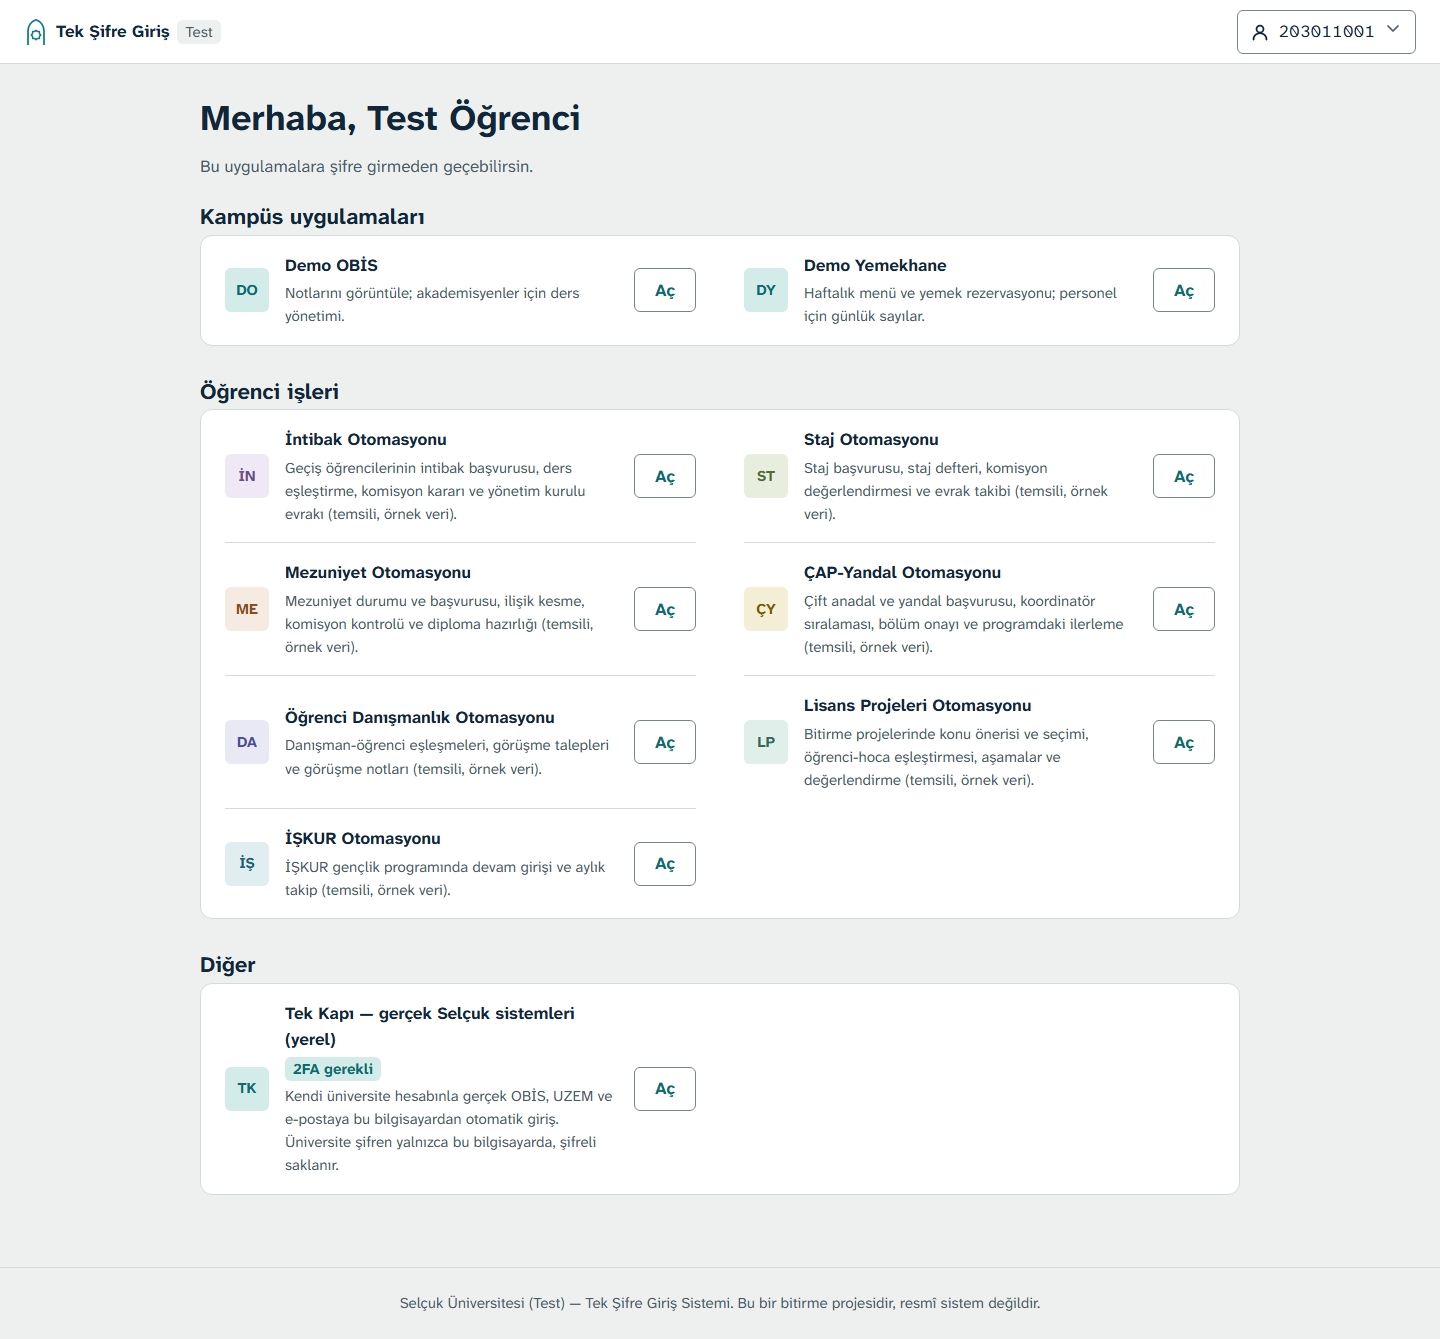 Tek Şifre Giriş Test
203011001
Merhaba, Test Öğrenci
Bu uygulamalara şifre girmeden geçebilirsin.
Kampüs uygulamaları
DO
Demo OBİS
Notlarını görüntüle; akademisyenler için ders
yönetimi.
Aç
DY
Demo Yemekhane
Haftalık menü ve yemek rezervasyonu; personel
için günlük sayılar.
Aç
Öğrenci işleri
İN
İntibak Otomasyonu
Geçiş öğrencilerinin intibak başvurusu, ders
eşleştirme, komisyon kararı ve yönetim kurulu
evrakı (temsili, örnek veri).
Aç
ST
Staj Otomasyonu
Staj başvurusu, staj defteri, komisyon
değerlendirmesi ve evrak takibi (temsili, örnek
veri).
Aç
ME
Mezuniyet Otomasyonu
Mezuniyet durumu ve başvurusu, ilişik kesme,
komisyon kontrolü ve diploma hazırlığı (temsili,
örnek veri).
Aç
ÇY
ÇAP-Yandal Otomasyonu
Çift anadal ve yandal başvurusu, koordinatör
sıralaması, bölüm onayı ve programdaki ilerleme
(temsili, örnek veri).
Aç
DA
Öğrenci Danışmanlık Otomasyonu
Danışman-öğrenci eşleşmeleri, görüşme talepleri
ve görüşme notları (temsili, örnek veri).
Aç
LP
Lisans Projeleri Otomasyonu
Bitirme projelerinde konu önerisi ve seçimi,
öğrenci-hoca eşleştirmesi, aşamalar ve
değerlendirme (temsili, örnek veri).
Aç
İŞ
İŞKUR Otomasyonu
İŞKUR gençlik programında devam girişi ve aylık
takip (temsili, örnek veri).
Aç
Diğer
TK
Tek Kapı — gerçek Selçuk sistemleri
(yerel)
2FA gerekli
Kendi üniversite hesabınla gerçek OBİS, UZEM ve
e-postaya bu bilgisayardan otomatik giriş.
Üniversite şifren yalnızca bu bilgisayarda, şifreli
saklanır.
Aç
Selçuk Üniversitesi (Test) — Tek Şifre Giriş Sistemi. Bu bir bitirme projesidir, resmî sistem değildir.